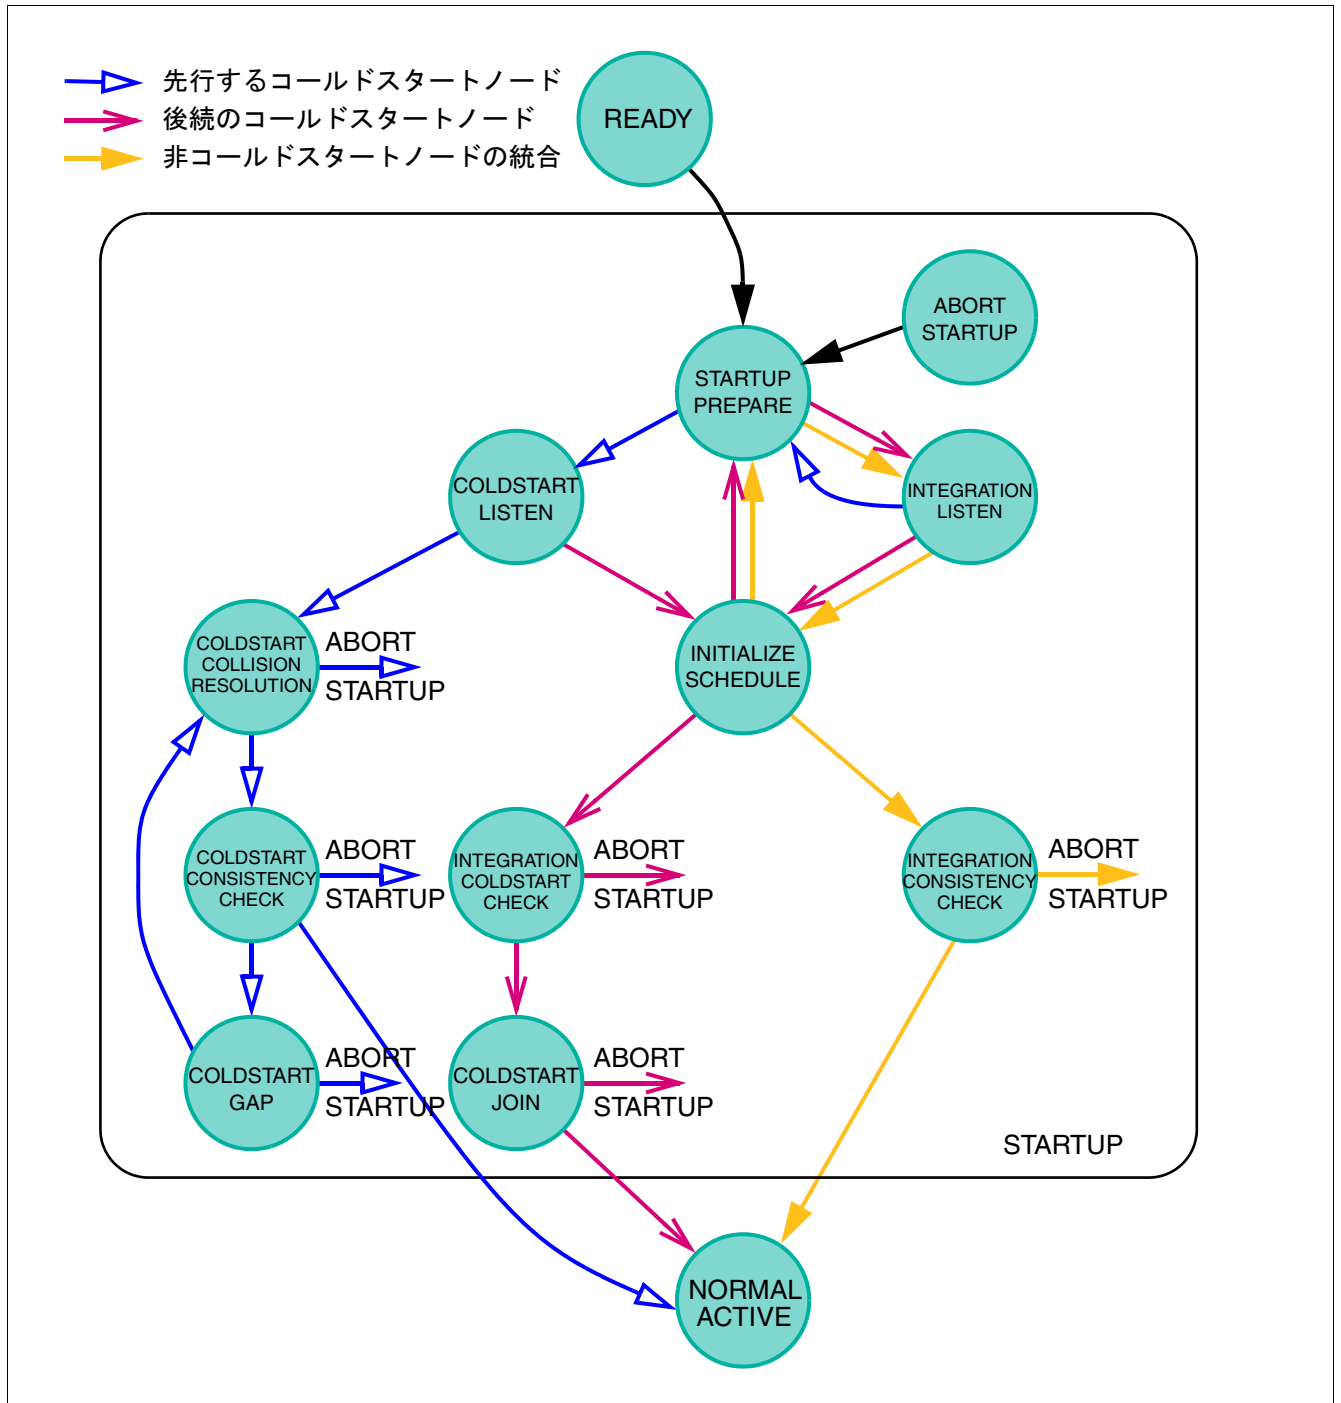 先行するコールドスタートノード
後続のコールドスタートノード
非コールドスタートノードの統合
READY
ABORT
STARTUP
STARTUP
PREPARE
COLDSTART
LISTEN
INTEGRATION
LISTEN
COLDSTART
COLLISION
RESOLUTION
ABORT
STARTUP
INITIALIZE
SCHEDULE
COLDSTART
CONSISTENCY
CHECK
ABORT
STARTUP
INTEGRATION
COLDSTART
CHECK
ABORT
STARTUP
INTEGRATION
CONSISTENCY
CHECK
ABORT
STARTUP
COLDSTART
GAP
ABORT
STARTUP
COLDSTART
JOIN
ABORT
STARTUP
STARTUP
NORMAL
ACTIVE